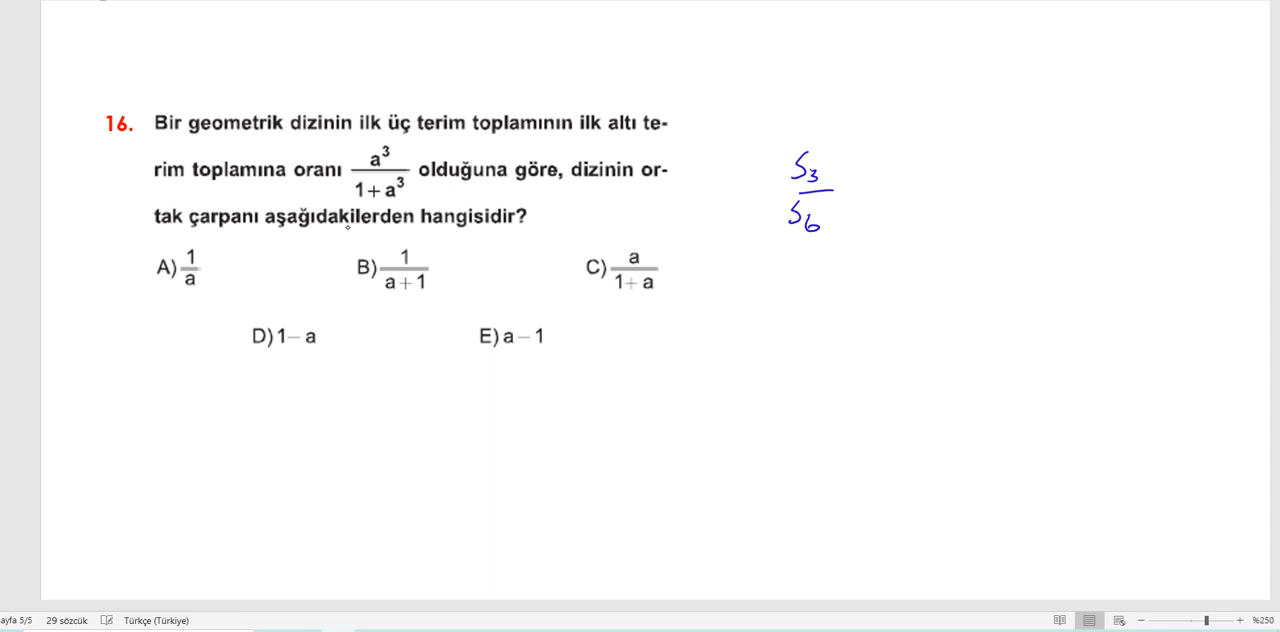 16. Bir geometrik dizinin ilk üç terim toplamının ilk altı te-
rim toplamına oranı a³/(1+a³) olduğuna göre, dizinin or-
tak çarpanı aşağıdakilerden hangisidir?
S₃/S₆
A) 1/a B) 1/(a+1) C) a/(1+a)
D) 1–a E) a–1
ayfa 5/5 29 sözcük Türkçe (Türkiye) − + %250